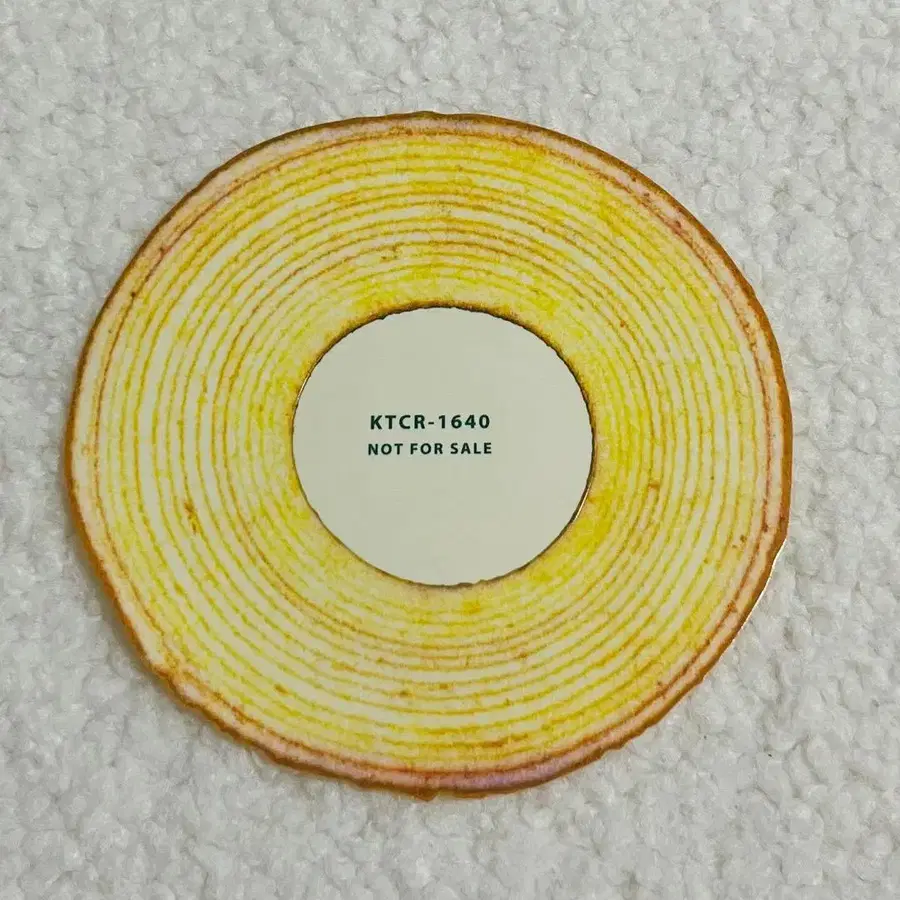 KTCR-1640
NOT FOR SALE